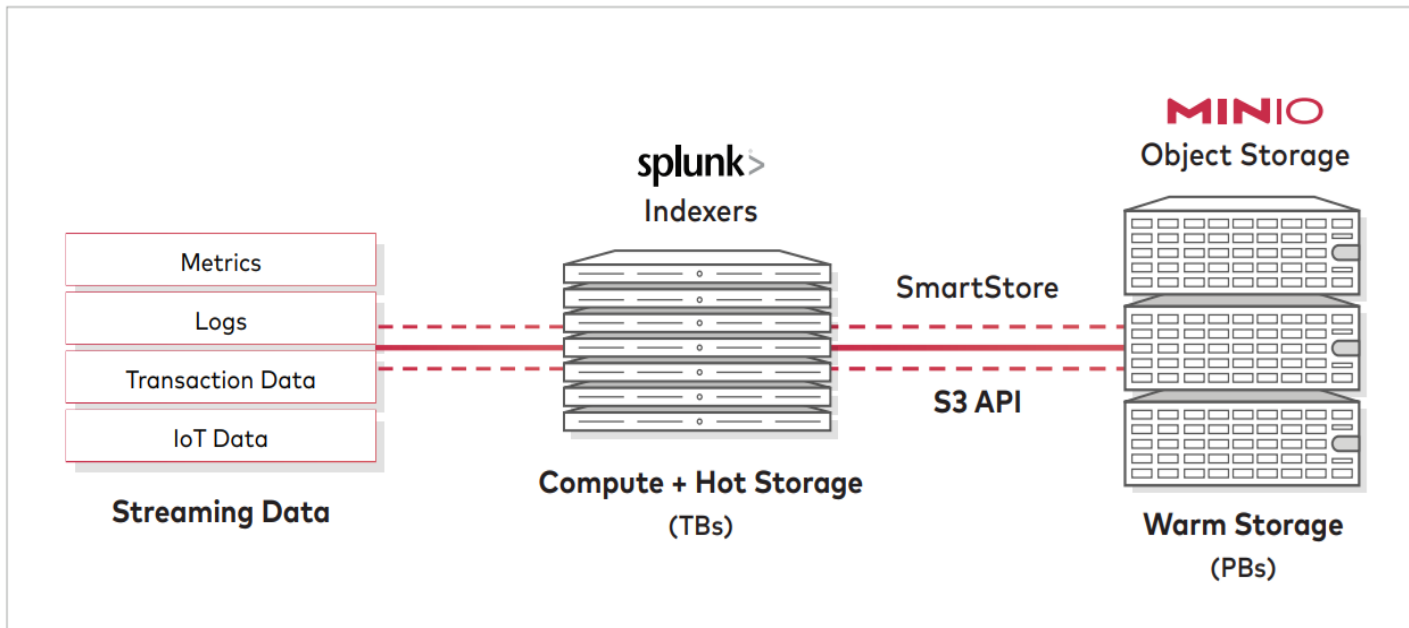 Metrics
Logs
Transaction Data
IoT Data
Streaming Data
splunk>
Indexers
Compute + Hot Storage
(TBs)
SmartStore
S3 API
MINIO
Object Storage
Warm Storage
(PBs)